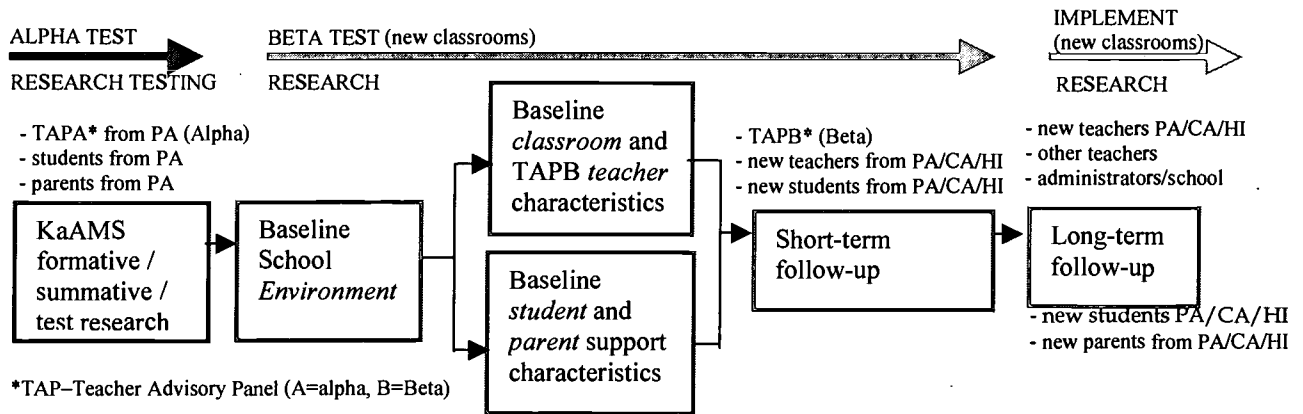 ALPHA TEST
RESEARCH TESTING
BETA TEST (new classrooms)
RESEARCH
IMPLEMENT
(new classrooms)
RESEARCH
- TAPA* from PA (Alpha)
- students from PA
- parents from PA
KaAMS
formative /
summative /
test research
Baseline
School
Environment
Baseline
classroom and
TAPB teacher
characteristics
Baseline
student and
parent support
characteristics
- TAPB* (Beta)
- new teachers from PA/CA/HI
- new students from PA/CA/HI
Short-term
follow-up
- new teachers PA/CA/HI
- other teachers
- administrators/school
Long-term
follow-up
- new students PA/CA/HI
- new parents from PA/CA/HI
*TAP–Teacher Advisory Panel (A=alpha, B=Beta)